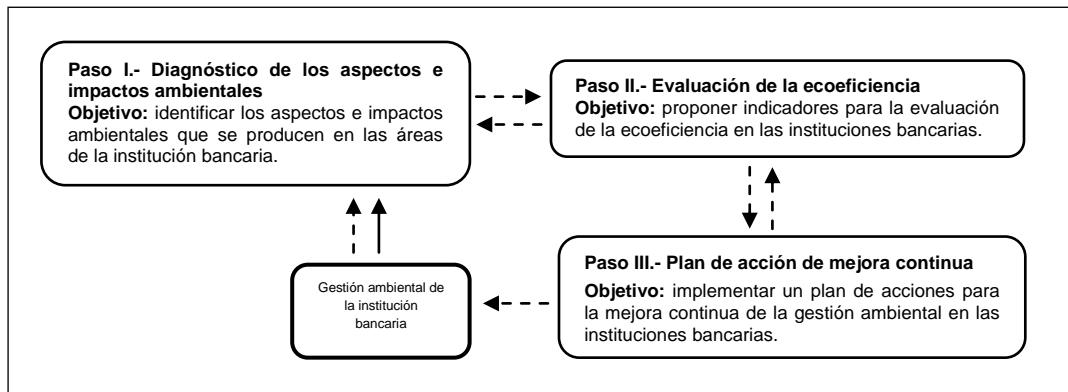 Paso I.- Diagnóstico de los aspectos e
impactos ambientales
Objetivo: identificar los aspectos e impactos
ambientales que se producen en las áreas
de la institución bancaria.
Paso II.- Evaluación de la ecoeficiencia
Objetivo: proponer indicadores para la evaluación
de la ecoeficiencia en las instituciones bancarias.
Paso III.- Plan de acción de mejora continua
Objetivo: implementar un plan de acciones para
la mejora continua de la gestión ambiental en las
instituciones bancarias.
Gestión ambiental de
la institución
bancaria